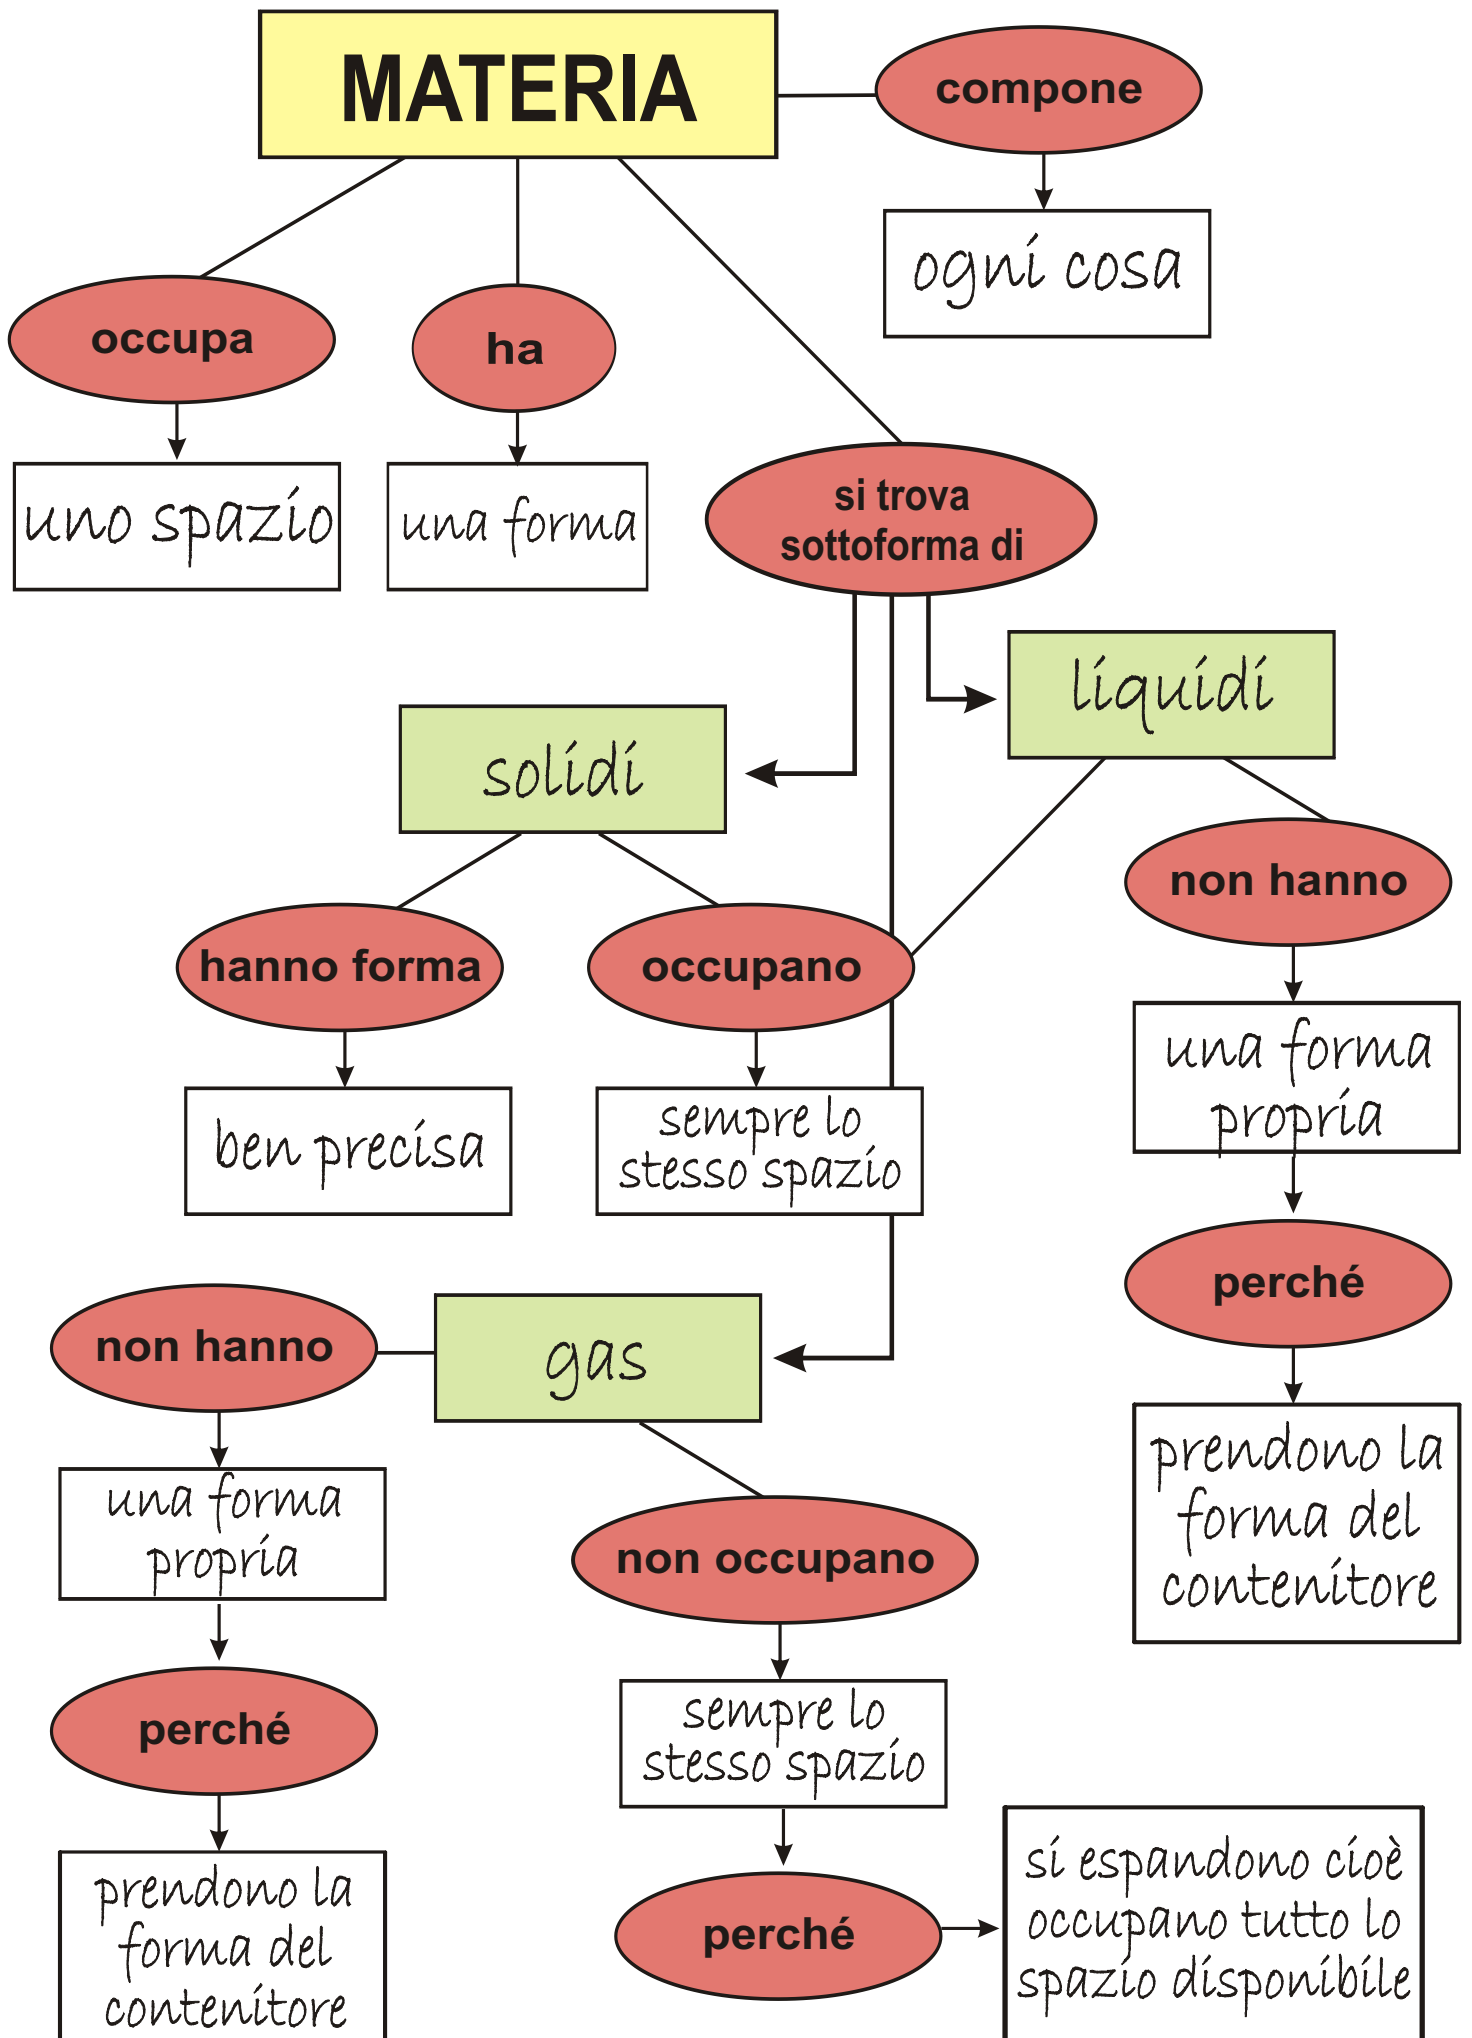 MATERIA
compone
ogni cosa
occupa
uno spazio
ha
una forma
si trova
sottoforma di
liquidi
solidi
hanno forma
ben precisa
occupano
sempre lo
stesso spazio
non hanno
una forma
propria
perché
prendono la
forma del
contenitore
gas
non hanno
una forma
propria
perché
prendono la
forma del
contenitore
non occupano
sempre lo
stesso spazio
perché
si espandono cioè
occupano tutto lo
spazio disponibile